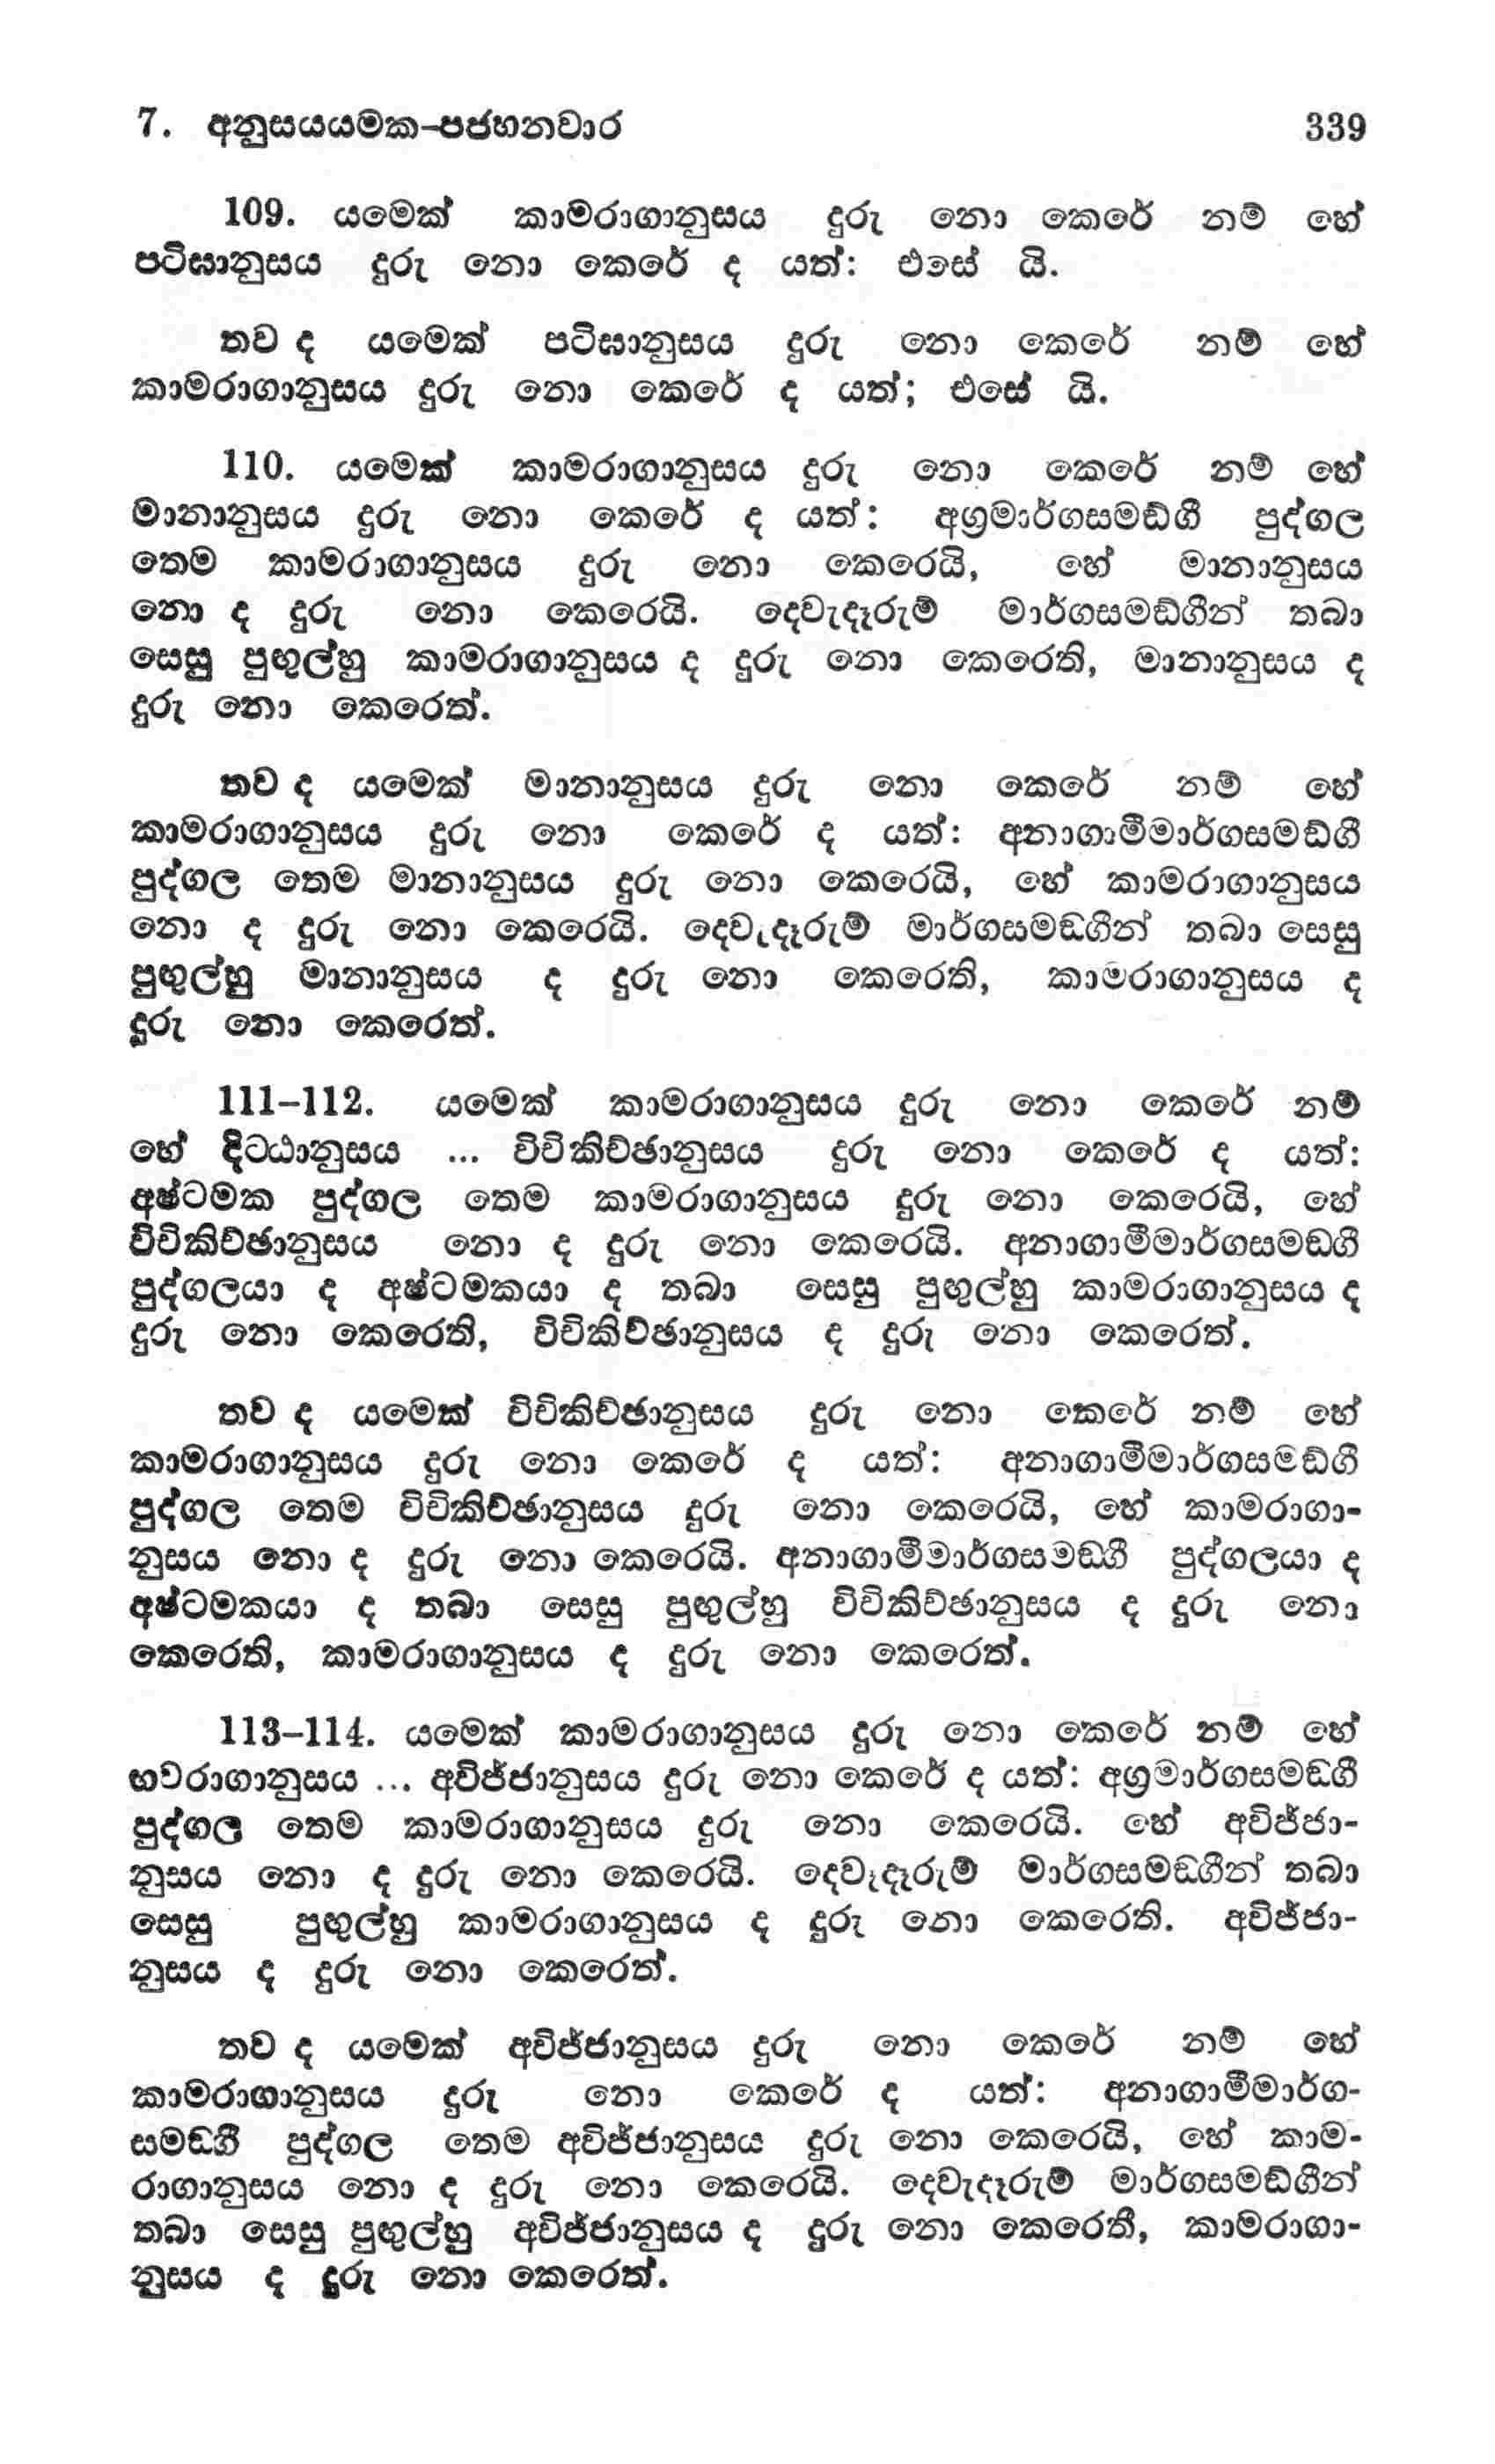 7. අනුසයයමක-පජහනවාර 339
109. යමෙක් කාමරාගානුසය දුරු නො කෙරේ නම් හේ
පටිඝානුසය දුරු නො කෙරේ ද යත්: එසේ යි.
තව ද යමෙක් පටිඝානුසය දුරු නො කෙරේ නම් හේ
කාමරාගානුසය දුරු නො කෙරේ ද යත්; එසේ යි.
110. යමෙක් කාමරාගානුසය දුරු නො කෙරේ නම් හේ
මානානුසය දුරු නො කෙරේ ද යත්: අග්‍රමාර්ගසමඞ්ගී පුද්ගල
තෙම කාමරාගානුසය දුරු නො කෙරෙයි, හේ මානානුසය
නො ද දුරු නො කෙරෙයි. දෙවැදෑරුම් මාර්ගසමඞ්ගීන් තබා
සෙසු පුඟුල්හු කාමරාගානුසය ද දුරු නො කෙරෙති, මානානුසය ද
දුරු නො කෙරෙත්.
තව ද යමෙක් මානානුසය දුරු නො කෙරේ නම් හේ
කාමරාගානුසය දුරු නො කෙරේ ද යත්: අනාගාමීමාර්ගසමඞ්ගී
පුද්ගල තෙම මානානුසය දුරු නො කෙරෙයි, හේ කාමරාගානුසය
නො ද දුරු නො කෙරෙයි. දෙවැදෑරුම් මාර්ගසමඞ්ගීන් තබා සෙසු
පුඟුල්හු මානානුසය ද දුරු නො කෙරෙති, කාමරාගානුසය ද
දුරු නො කෙරෙත්.
111-112. යමෙක් කාමරාගානුසය දුරු නො කෙරේ නම්
හේ දිට්ඨානුසය ... විචිකිච්ඡානුසය දුරු නො කෙරේ ද යත්:
අෂ්ටමක පුද්ගල තෙම කාමරාගානුසය දුරු නො කෙරෙයි, හේ
විචිකිච්ඡානුසය නො ද දුරු නො කෙරෙයි. අනාගාමීමාර්ගසමඞ්ගී
පුද්ගලයා ද අෂ්ටමකයා ද තබා සෙසු පුඟුල්හු කාමරාගානුසය ද
දුරු නො කෙරෙති, විචිකිච්ඡානුසය ද දුරු නො කෙරෙත්.
තව ද යමෙක් විචිකිච්ඡානුසය දුරු නො කෙරේ නම් හේ
කාමරාගානුසය දුරු නො කෙරේ ද යත්: අනාගාමීමාර්ගසමඞ්ගී
පුද්ගල තෙම විචිකිච්ඡානුසය දුරු නො කෙරෙයි, හේ කාමරාගා-
නුසය නො ද දුරු නො කෙරෙයි. අනාගාමීමාර්ගසමඞ්ගී පුද්ගලයා ද
අෂ්ටමකයා ද තබා සෙසු පුඟුල්හු විචිකිච්ඡානුසය ද දුරු නො
කෙරෙති, කාමරාගානුසය ද දුරු නො කෙරෙත්.
113-114. යමෙක් කාමරාගානුසය දුරු නො කෙරේ නම් හේ
භවරාගානුසය ... අවිජ්ජානුසය දුරු නො කෙරේ ද යත්: අග්‍රමාර්ගසමඞ්ගී
පුද්ගල තෙම කාමරාගානුසය දුරු නො කෙරෙයි. හේ අවිජ්ජා-
නුසය නො ද දුරු නො කෙරෙයි. දෙවැදෑරුම් මාර්ගසමඞ්ගීන් තබා
සෙසු පුඟුල්හු කාමරාගානුසය ද දුරු නො කෙරෙති. අවිජ්ජා-
නුසය ද දුරු නො කෙරෙත්.
තව ද යමෙක් අවිජ්ජානුසය දුරු නො කෙරේ නම් හේ
කාමරාගානුසය දුරු නො කෙරේ ද යත්: අනාගාමීමාර්ග-
සමඞ්ගී පුද්ගල තෙම අවිජ්ජානුසය දුරු නො කෙරෙයි, හේ කාම-
රාගානුසය නො ද දුරු නො කෙරෙයි. දෙවැදෑරුම් මාර්ගසමඞ්ගීන්
තබා සෙසු පුඟුල්හු අවිජ්ජානුසය ද දුරු නො කෙරෙති, කාමරාගා-
නුසය ද දුරු නො කෙරෙත්.